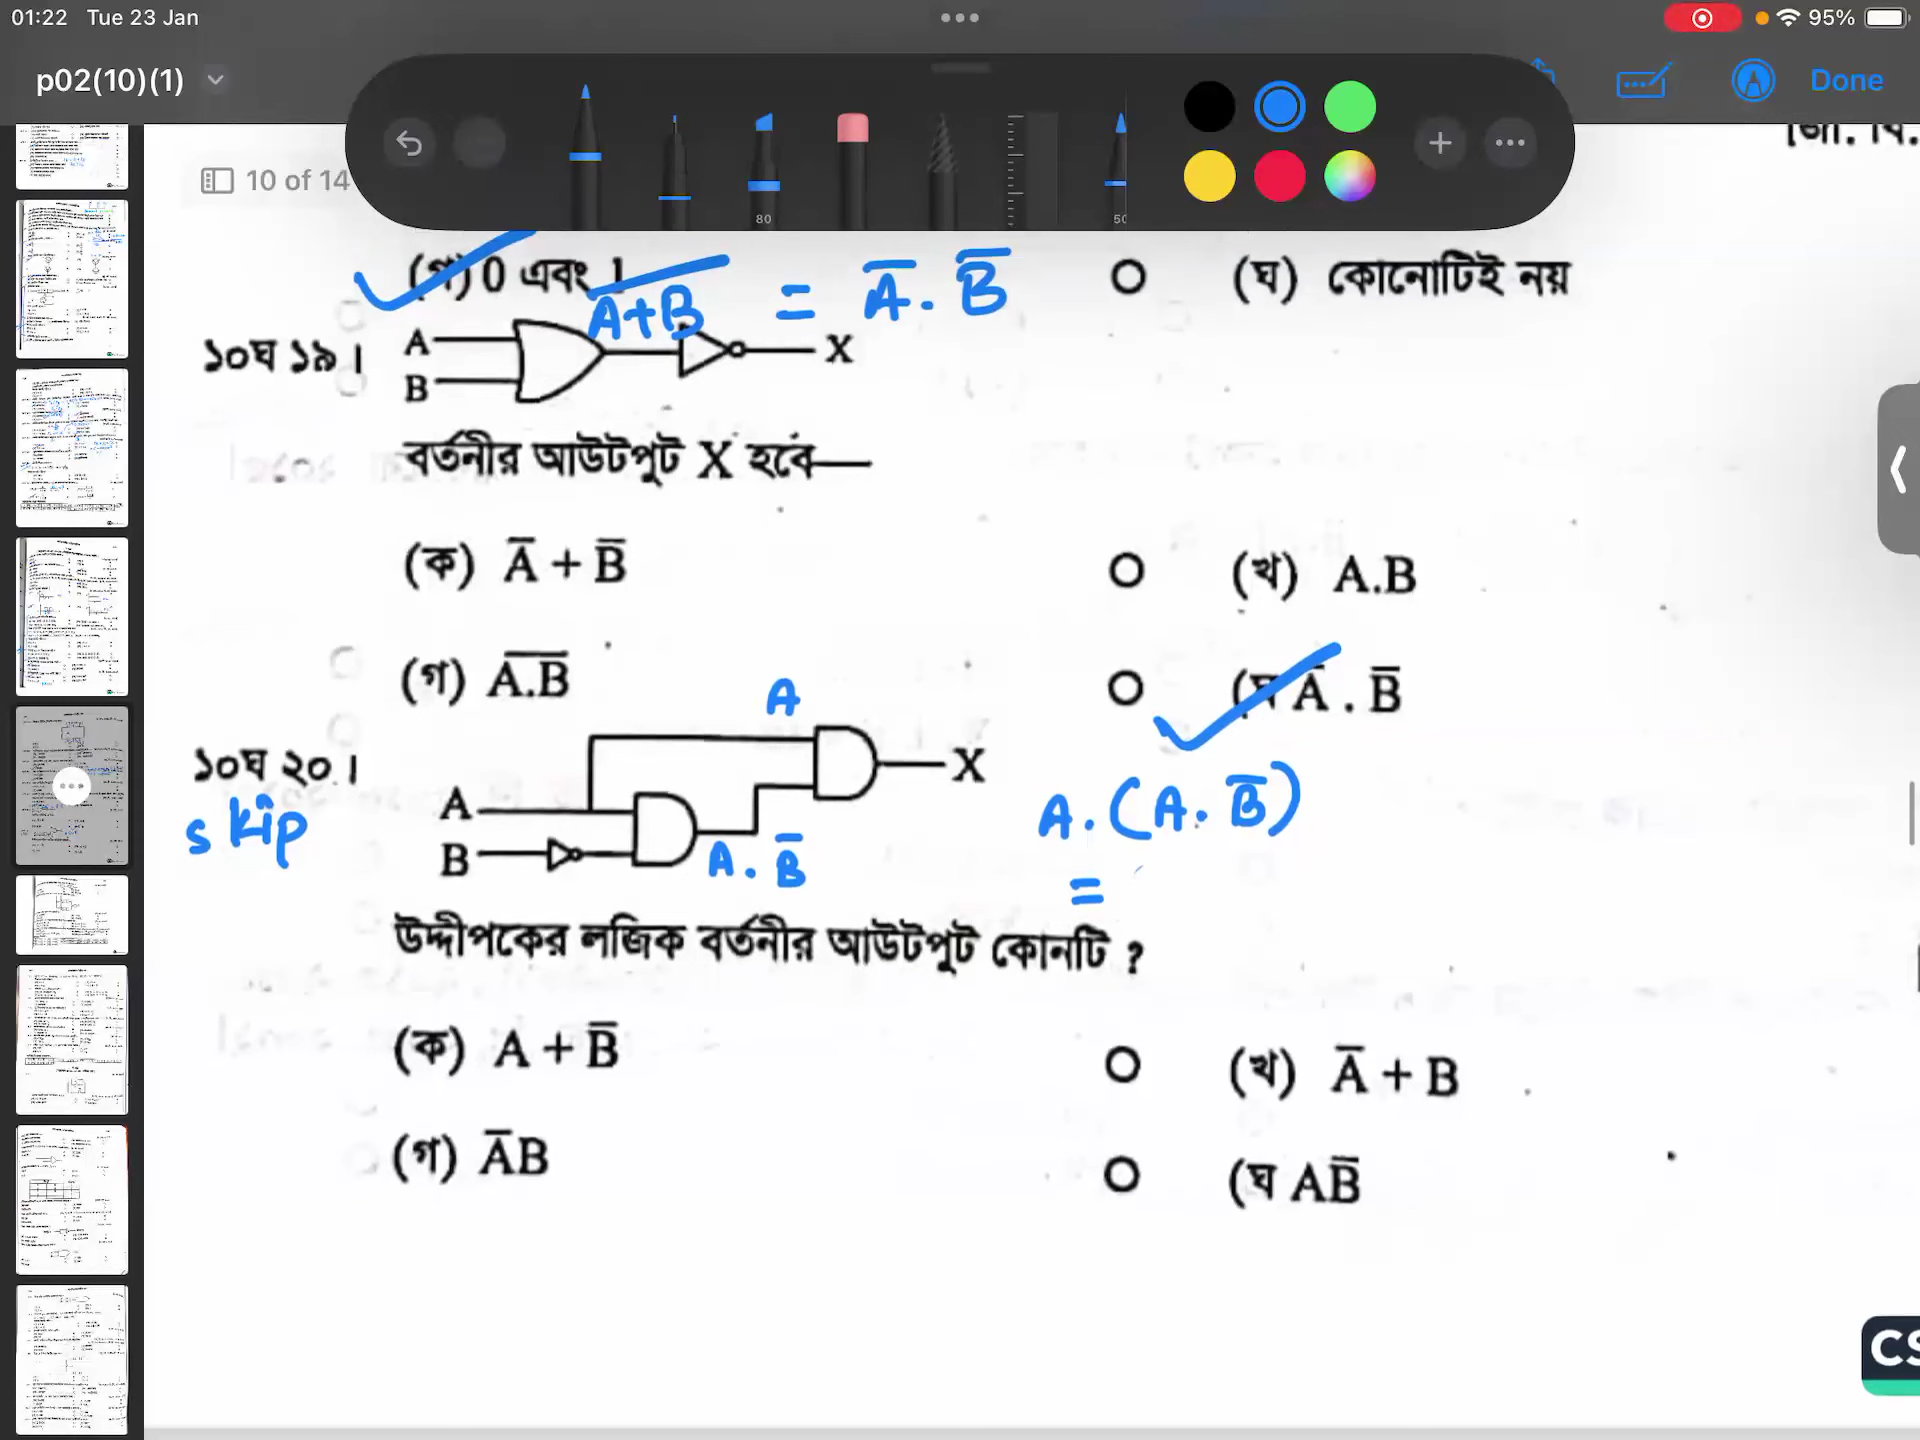 01:22 Tue 23 Jan
95%
p02(10)(1)
Done
80
50
10 of 14
(গ) 0 এবং 1
(ঘ) কোনোটিই নয়
A+B̅ = A̅ . B̅
১০ঘ ১৯।
A
B
X
বর্তনীর আউটপুট X হবে—
(ক) A̅ + B̅
(খ) A.B
(গ) A̅.̅B̅
(ঘ A̅ . B̅
A
১০ঘ ২০।
skip
A
B
X
A . B̅
A.(A. B̅)
=
উদ্দীপকের লজিক বর্তনীর আউটপুট কোনটি ?
(ক) A + B̅
(খ) A̅ + B
(গ) A̅B
(ঘ AB̅
CS